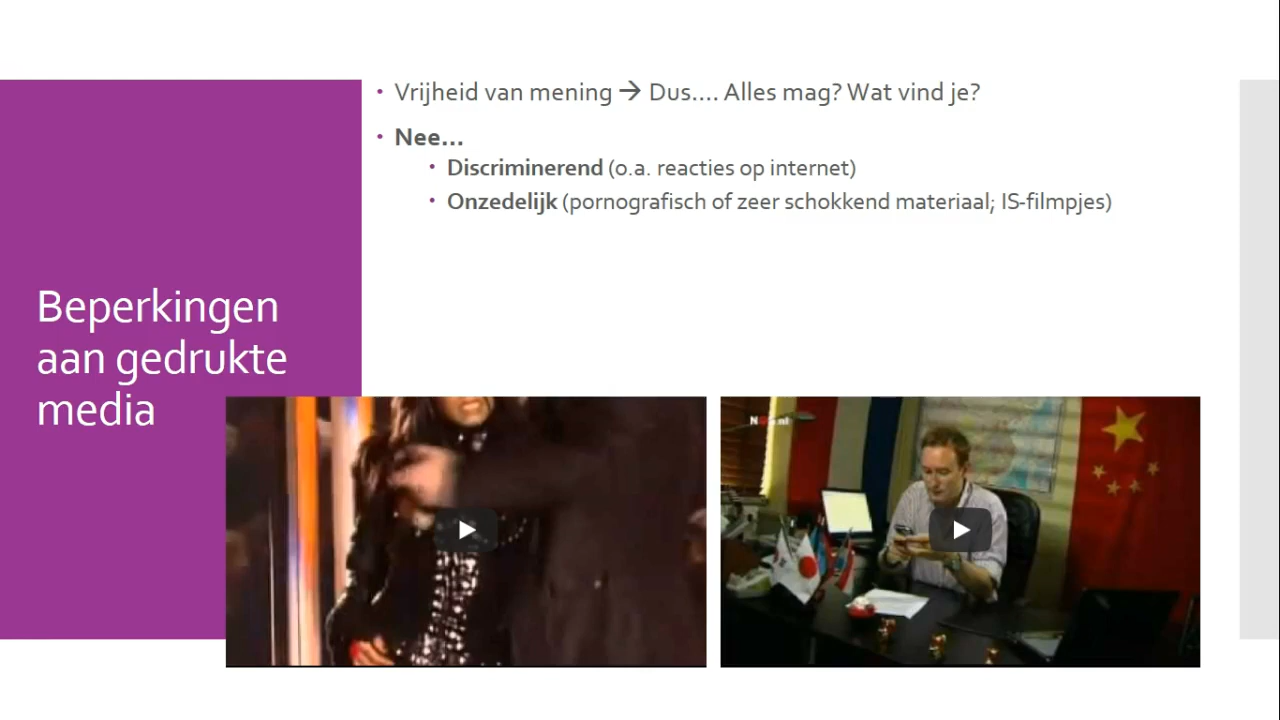 Vrijheid van mening → Dus.... Alles mag? Wat vind je?
Nee...
Discriminerend (o.a. reacties op internet)
Onzedelijk (pornografisch of zeer schokkend materiaal; IS-filmpjes)
Beperkingen
aan gedrukte
media